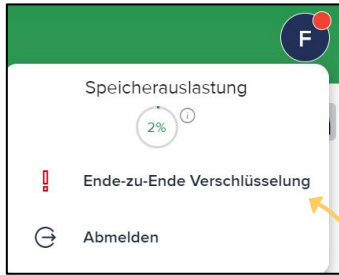 F
Speicherauslastung
2%
Ende-zu-Ende Verschlüsselung
Abmelden